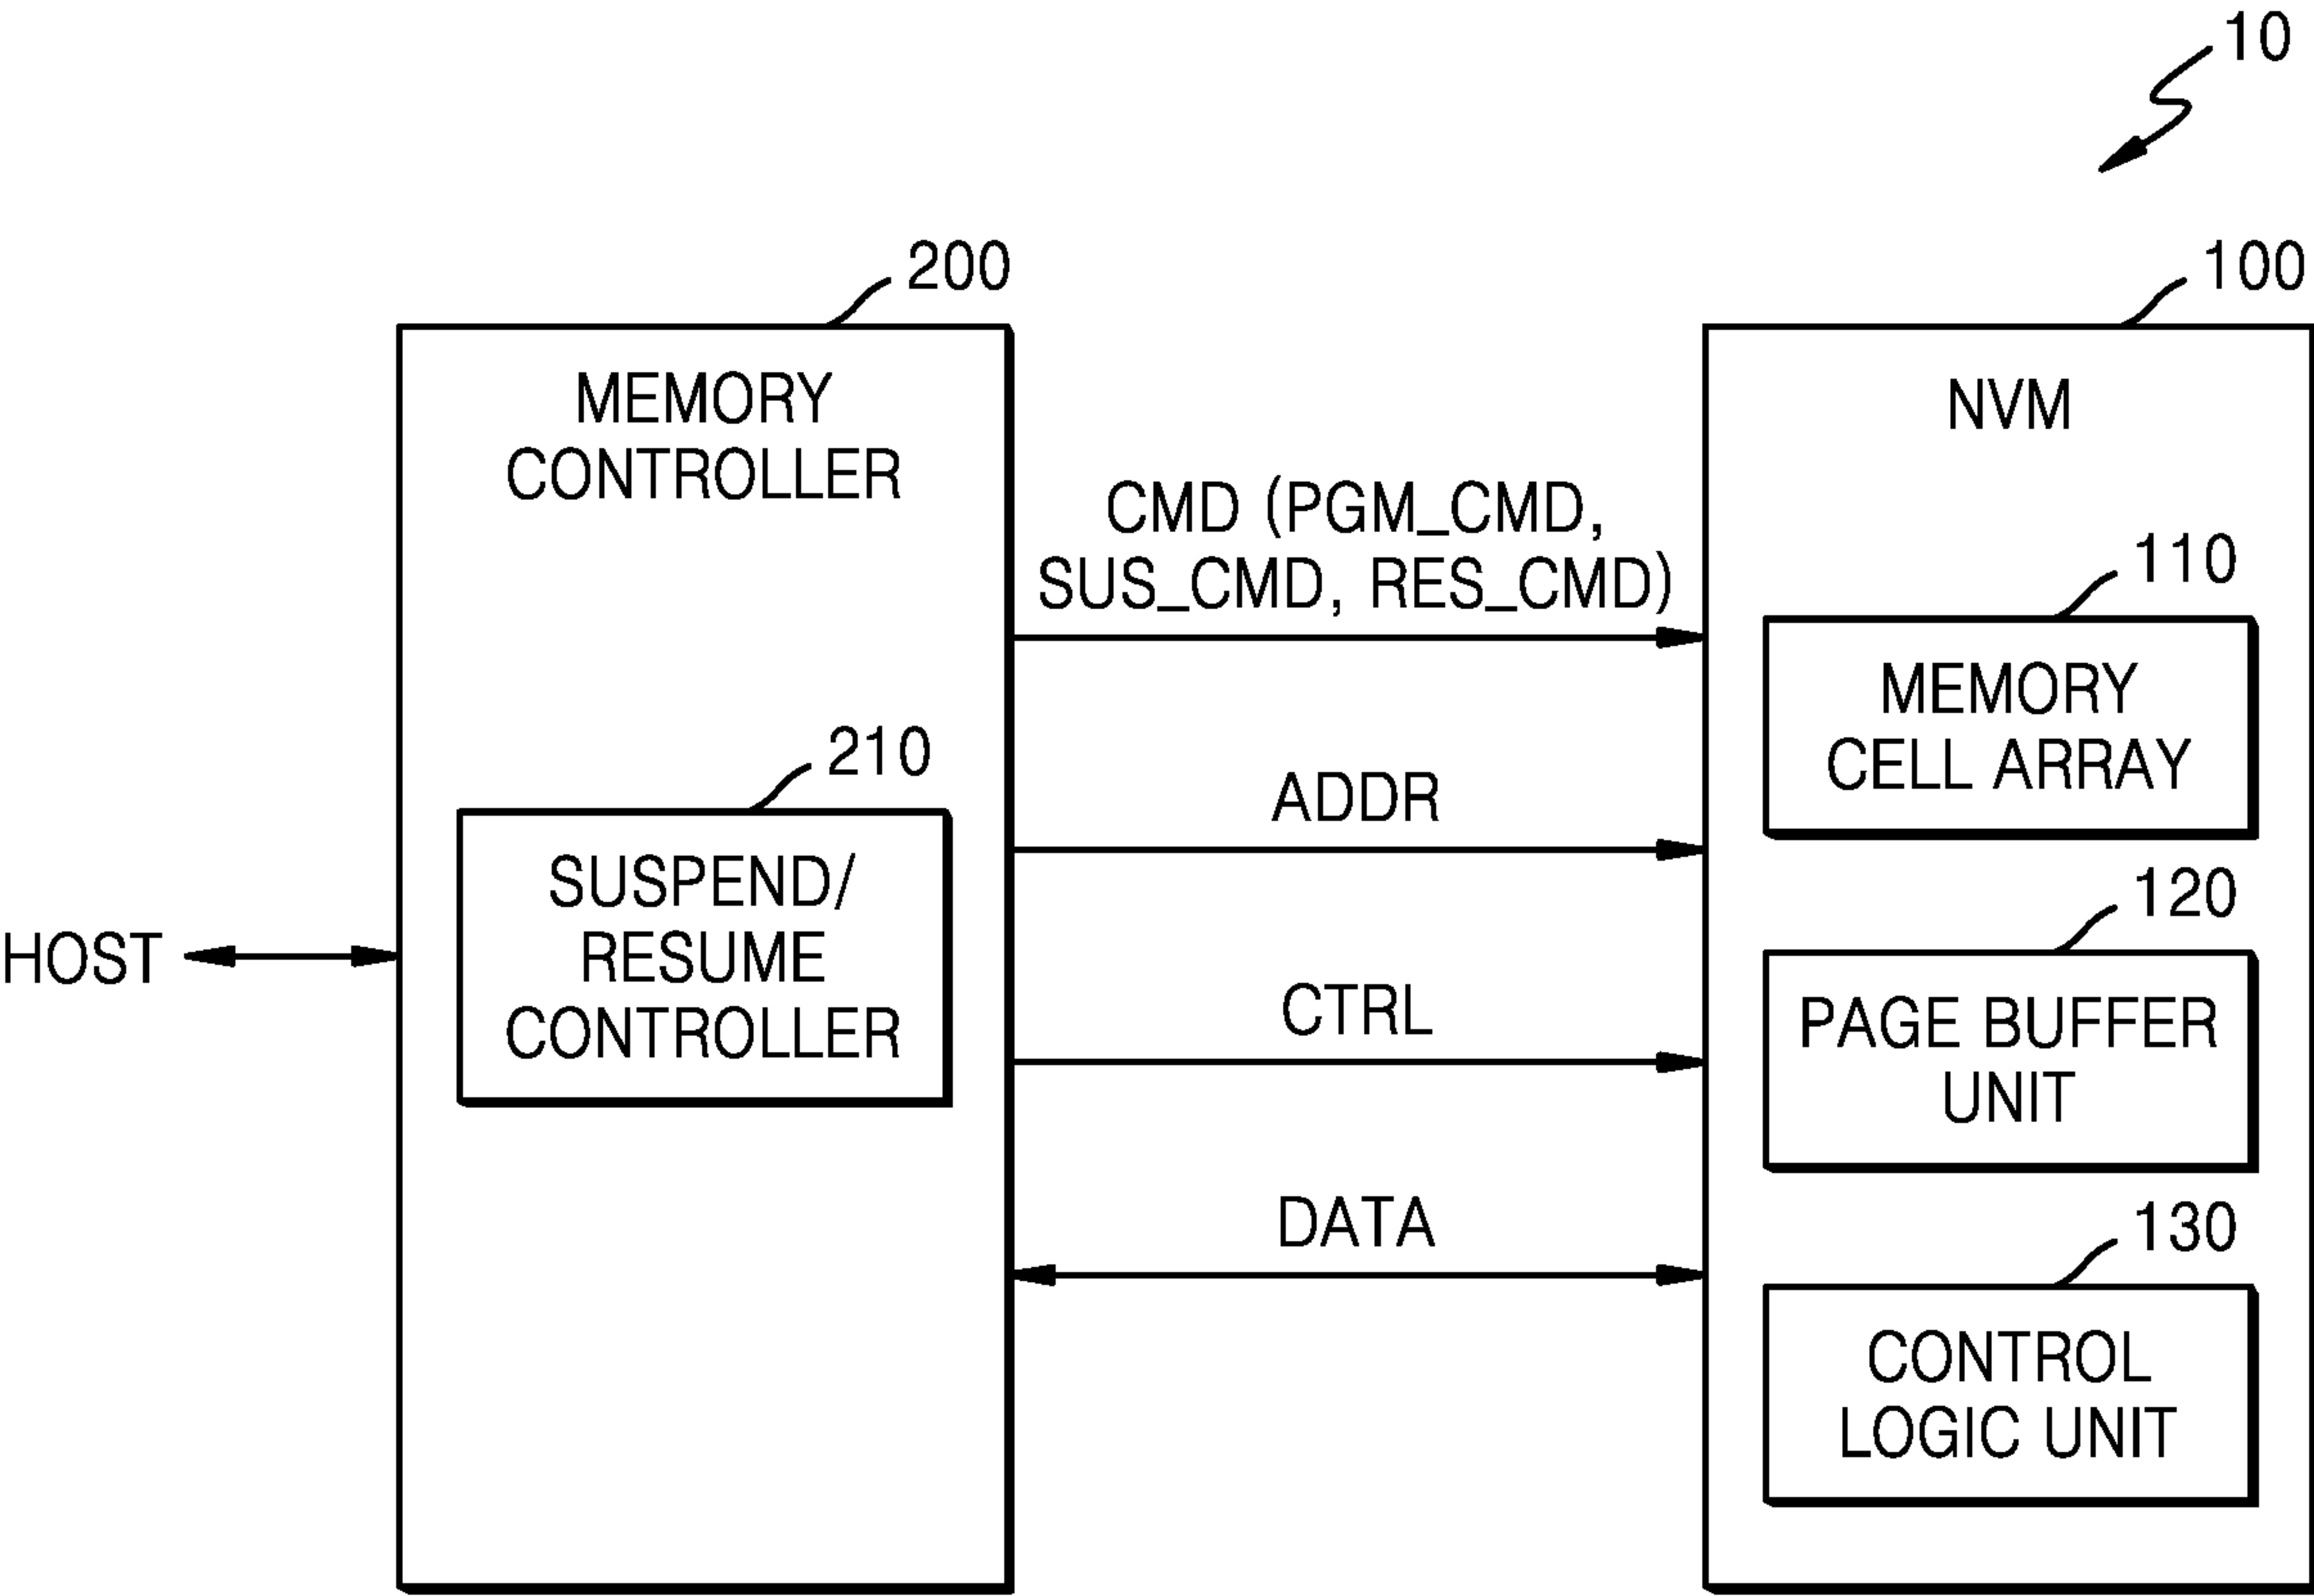 10
200
100
MEMORY
CONTROLLER
NVM
CMD (PGM_CMD,
SUS_CMD, RES_CMD)
110
MEMORY
CELL ARRAY
210
ADDR
SUSPEND/
RESUME
CONTROLLER
HOST
120
CTRL
PAGE BUFFER
UNIT
DATA
130
CONTROL
LOGIC UNIT